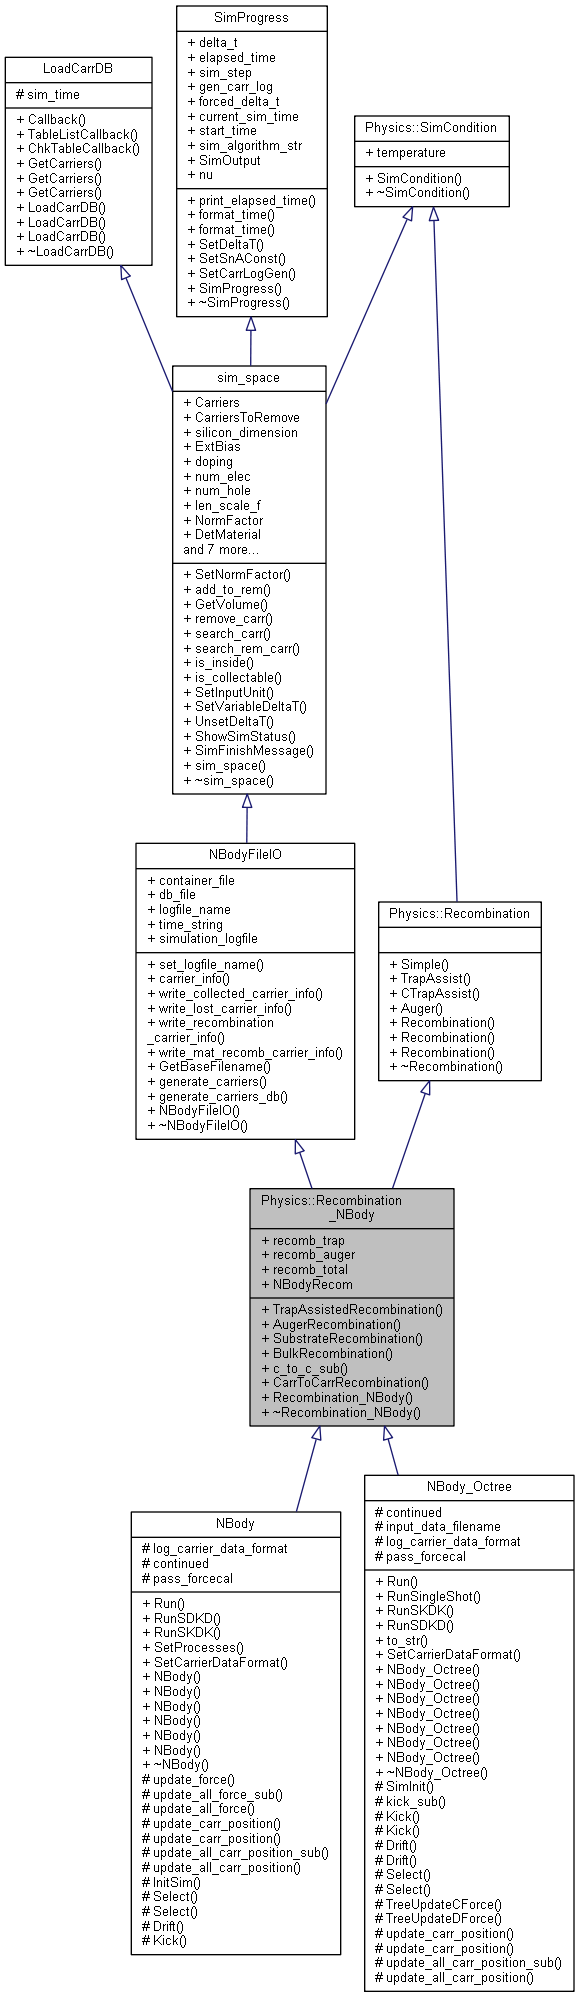 SimProgress
+ delta_t
+ elapsed_time
+ sim_step
+ gen_carr_log
+ forced_delta_t
+ current_sim_time
+ start_time
+ sim_algorithm_str
+ SimOutput
+ nu
+ print_elapsed_time()
+ format_time()
+ format_time()
+ SetDeltaT()
+ SetSnAConst()
+ SetCarrLogGen()
+ SimProgress()
+ ~SimProgress()
LoadCarrDB
# sim_time
+ Callback()
+ TableListCallback()
+ ChkTableCallback()
+ GetCarriers()
+ GetCarriers()
+ GetCarriers()
+ LoadCarrDB()
+ LoadCarrDB()
+ LoadCarrDB()
+ ~LoadCarrDB()
Physics::SimCondition
+ temperature
+ SimCondition()
+ ~SimCondition()
sim_space
+ Carriers
+ CarriersToRemove
+ silicon_dimension
+ ExtBias
+ doping
+ num_elec
+ num_hole
+ len_scale_f
+ NormFactor
+ DetMaterial
and 7 more...
+ SetNormFactor()
+ add_to_rem()
+ GetVolume()
+ remove_carr()
+ search_carr()
+ search_rem_carr()
+ is_inside()
+ is_collectable()
+ SetInputUnit()
+ SetVariableDeltaT()
+ UnsetDeltaT()
+ ShowSimStatus()
+ SimFinishMessage()
+ sim_space()
+ ~sim_space()
NBodyFileIO
+ container_file
+ db_file
+ logfile_name
+ time_string
+ simulation_logfile
+ set_logfile_name()
+ carrier_info()
+ write_collected_carrier_info()
+ write_lost_carrier_info()
+ write_recombination
_carrier_info()
+ write_mat_recomb_carrier_info()
+ GetBaseFilename()
+ generate_carriers()
+ generate_carriers_db()
+ NBodyFileIO()
+ ~NBodyFileIO()
Physics::Recombination
+ Simple()
+ TrapAssist()
+ CTrapAssist()
+ Auger()
+ Recombination()
+ Recombination()
+ Recombination()
+ ~Recombination()
Physics::Recombination
_NBody
+ recomb_trap
+ recomb_auger
+ recomb_total
+ NBodyRecom
+ TrapAssistedRecombination()
+ AugerRecombination()
+ SubstrateRecombination()
+ BulkRecombination()
+ c_to_c_sub()
+ CarrToCarrRecombination()
+ Recombination_NBody()
+ ~Recombination_NBody()
NBody
# log_carrier_data_format
# continued
# pass_forcecal
+ Run()
+ RunSDKD()
+ RunSKDK()
+ SetProcesses()
+ SetCarrierDataFormat()
+ NBody()
+ NBody()
+ NBody()
+ NBody()
+ NBody()
+ NBody()
+ ~NBody()
# update_force()
# update_all_force_sub()
# update_all_force()
# update_carr_position()
# update_carr_position()
# update_all_carr_position_sub()
# update_all_carr_position()
# InitSim()
# Select()
# Select()
# Drift()
# Kick()
NBody_Octree
# continued
# input_data_filename
# log_carrier_data_format
# pass_forcecal
+ Run()
+ RunSingleShot()
+ RunSKDK()
+ RunSDKD()
+ to_str()
+ SetCarrierDataFormat()
+ NBody_Octree()
+ NBody_Octree()
+ NBody_Octree()
+ NBody_Octree()
+ NBody_Octree()
+ NBody_Octree()
+ NBody_Octree()
+ ~NBody_Octree()
# SimInit()
# kick_sub()
# Kick()
# Kick()
# Drift()
# Drift()
# Select()
# Select()
# TreeUpdateCForce()
# TreeUpdateDForce()
# update_carr_position()
# update_carr_position()
# update_all_carr_position_sub()
# update_all_carr_position()